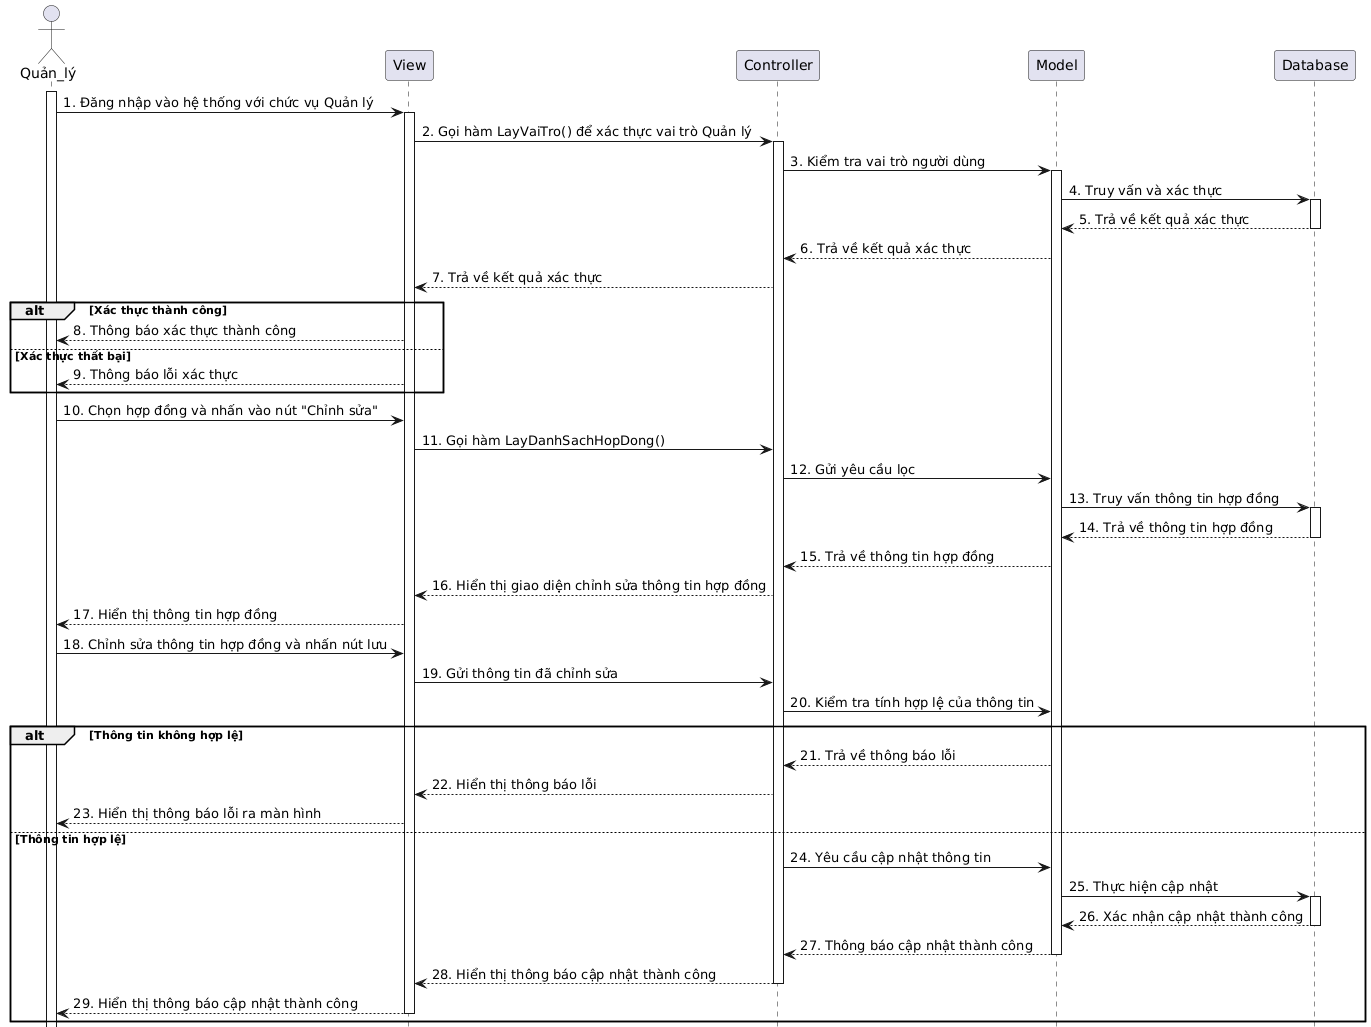 Quản_lý
View
Controller
Model
Database
1. Đăng nhập vào hệ thống với chức vụ Quản lý
2. Gọi hàm LayVaiTro() để xác thực vai trò Quản lý
3. Kiểm tra vai trò người dùng
4. Truy vấn và xác thực
5. Trả về kết quả xác thực
6. Trả về kết quả xác thực
7. Trả về kết quả xác thực
alt [Xác thực thành công]
8. Thông báo xác thực thành công
[Xác thực thất bại]
9. Thông báo lỗi xác thực
10. Chọn hợp đồng và nhấn vào nút "Chỉnh sửa"
11. Gọi hàm LayDanhSachHopDong()
12. Gửi yêu cầu lọc
13. Truy vấn thông tin hợp đồng
14. Trả về thông tin hợp đồng
15. Trả về thông tin hợp đồng
16. Hiển thị giao diện chỉnh sửa thông tin hợp đồng
17. Hiển thị thông tin hợp đồng
18. Chỉnh sửa thông tin hợp đồng và nhấn nút lưu
19. Gửi thông tin đã chỉnh sửa
20. Kiểm tra tính hợp lệ của thông tin
alt [Thông tin không hợp lệ]
21. Trả về thông báo lỗi
22. Hiển thị thông báo lỗi
23. Hiển thị thông báo lỗi ra màn hình
[Thông tin hợp lệ]
24. Yêu cầu cập nhật thông tin
25. Thực hiện cập nhật
26. Xác nhận cập nhật thành công
27. Thông báo cập nhật thành công
28. Hiển thị thông báo cập nhật thành công
29. Hiển thị thông báo cập nhật thành công